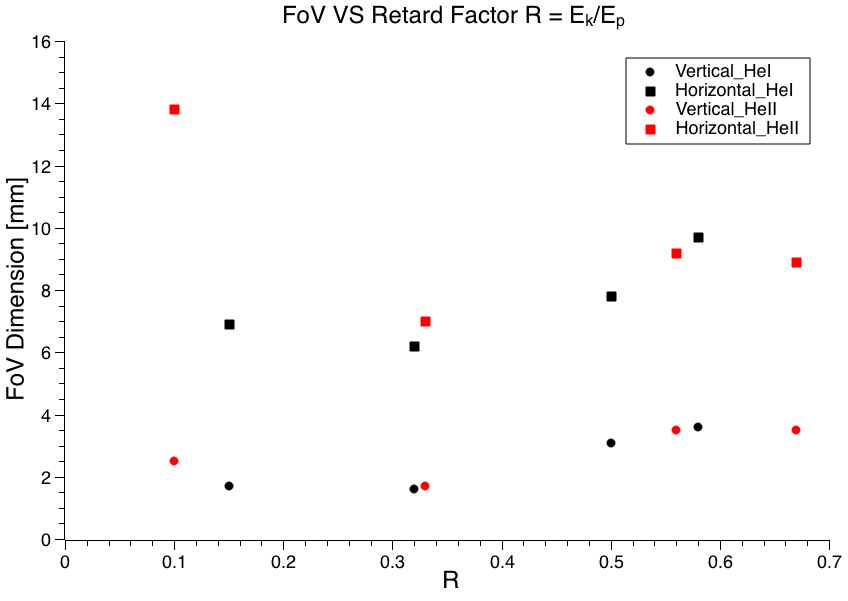 FoV VS Retard Factor R = Eₖ/Eₚ
16
14
12
10
8
6
4
2
0
FoV Dimension [mm]
Vertical_HeI
Horizontal_HeI
Vertical_HeII
Horizontal_HeII
0 0.1 0.2 0.3 0.4 0.5 0.6 0.7
R